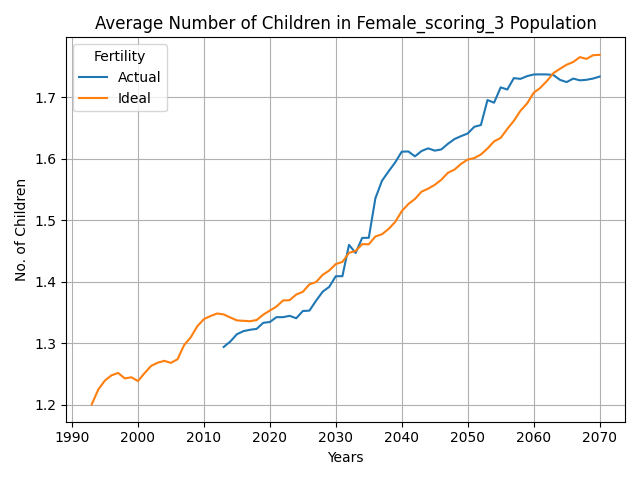 Average Number of Children in Female_scoring_3 Population
Fertility
Actual
Ideal
No. of Children
1.7
1.6
1.5
1.4
1.3
1.2
1990 2000 2010 2020 2030 2040 2050 2060 2070
Years